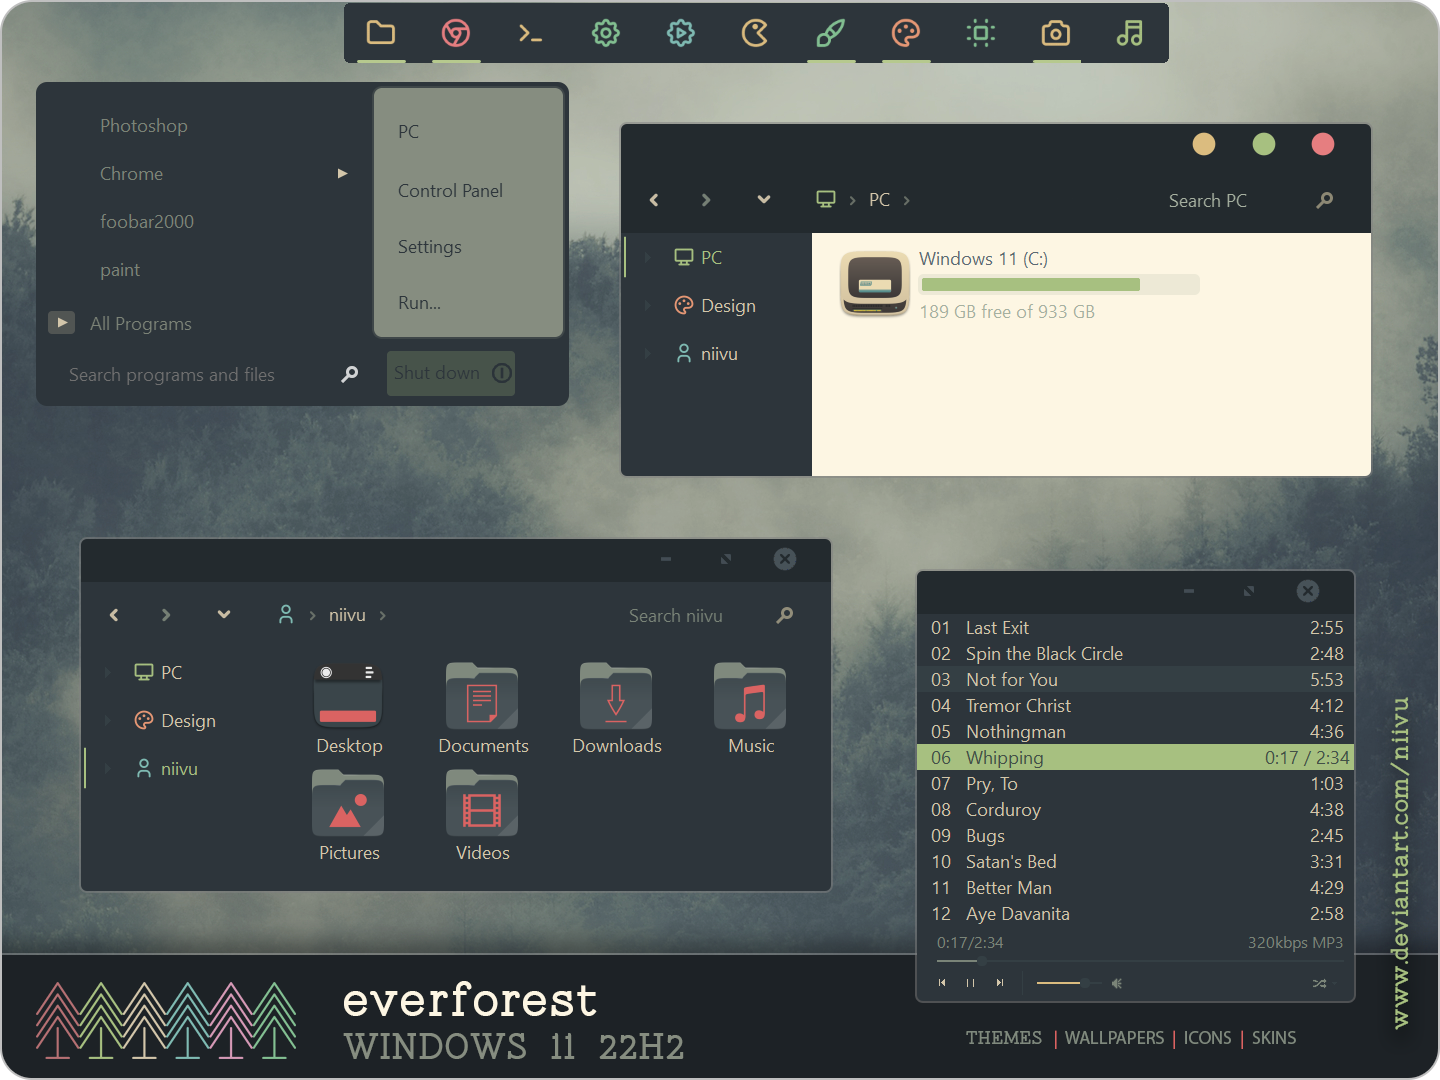 Photoshop
Chrome
foobar2000
paint
All Programs
Search programs and files
PC
Control Panel
Settings
Run...
Shut down
PC
Search PC
PC
Design
niivu
Windows 11 (C:)
189 GB free of 933 GB
niivu
Search niivu
PC
Design
niivu
Desktop
Documents
Downloads
Music
Pictures
Videos
01 Last Exit 2:55
02 Spin the Black Circle 2:48
03 Not for You 5:53
04 Tremor Christ 4:12
05 Nothingman 4:36
06 Whipping 0:17 / 2:34
07 Pry, To 1:03
08 Corduroy 4:38
09 Bugs 2:45
10 Satan's Bed 3:31
11 Better Man 4:29
12 Aye Davanita 2:58
0:17/2:34 320kbps MP3
www.deviantart.com/niivu
everforest
WINDOWS 11 22H2
THEMES | WALLPAPERS | ICONS | SKINS